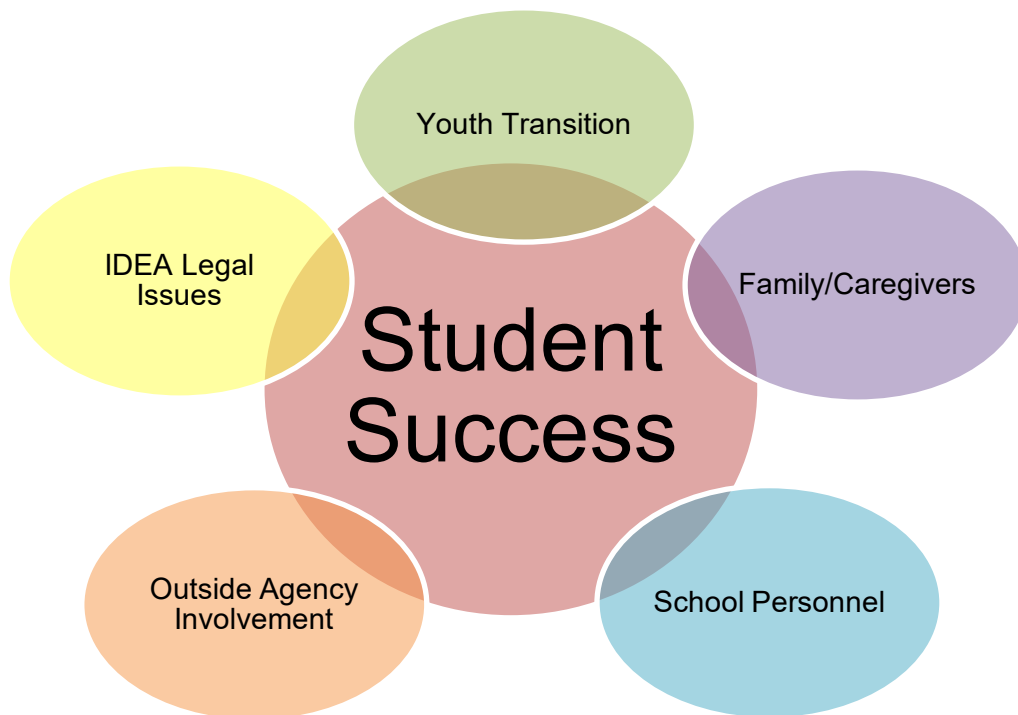 Youth Transition
IDEA Legal
Issues
Family/Caregivers
Student
Success
Outside Agency
Involvement
School Personnel